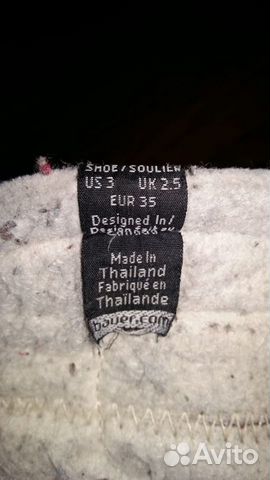 SHOE/SOULIER
US 3 UK 2.5
EUR 35
Designed In/
Made In
Thailand
Fabriqué en
Thaïlande
bauer.com
Avito